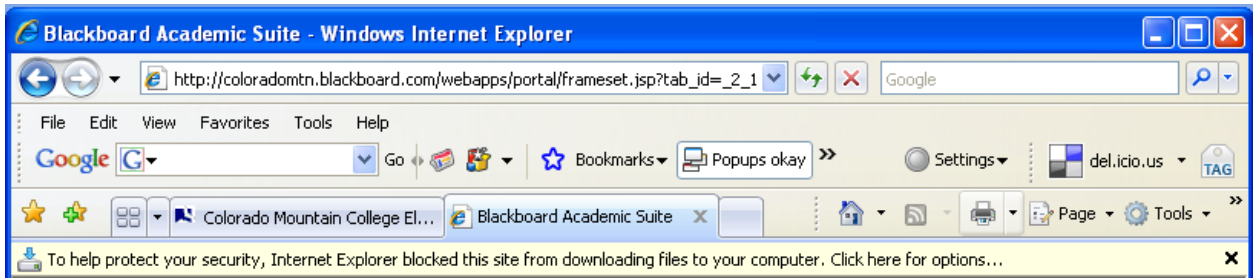 Blackboard Academic Suite - Windows Internet Explorer
http://coloradomtn.blackboard.com/webapps/portal/frameset.jsp?tab_id=_2_1 Google
File Edit View Favorites Tools Help
Google G Go Bookmarks Popups okay » Settings del.icio.us TAG
Colorado Mountain College El... Blackboard Academic Suite X Page Tools »
To help protect your security, Internet Explorer blocked this site from downloading files to your computer. Click here for options...